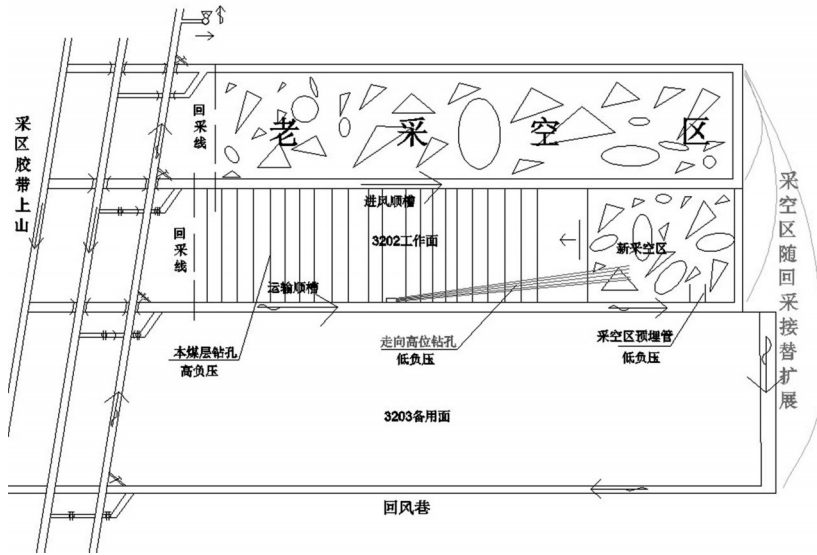 采区胶带上山
回采线
老采空区
进风顺槽
3202工作面
回采线
新采空区
运输顺槽
本煤层钻孔
高负压
走向高位钻孔
低负压
采空区预埋管
低负压
采空区随回采接替扩展
3203备用面
回风巷